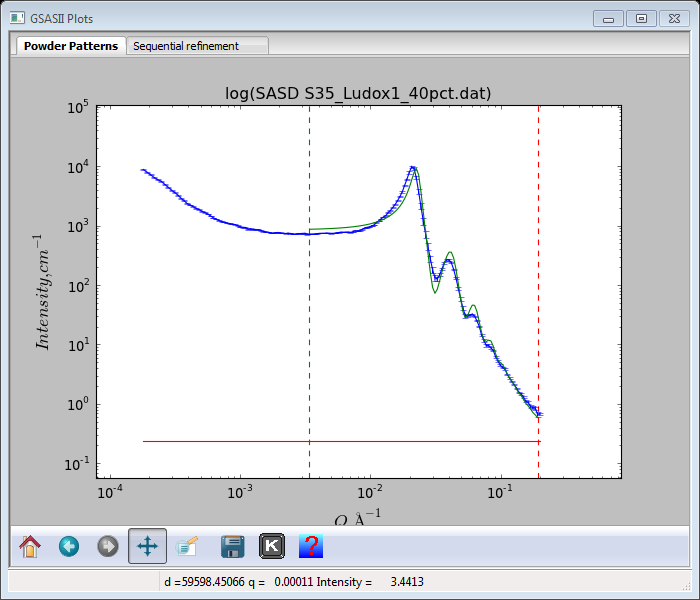 GSASII Plots
Powder Patterns Sequential refinement
log(SASD S35_Ludox1_40pct.dat)
10^5
10^4
10^3
10^2
10^1
10^0
10^-1
Intensity,cm^-1
10^-4 10^-3 10^-2 10^-1
Q,Å^-1
K ?
d =59598.45066 q = 0.00011 Intensity = 3.4413